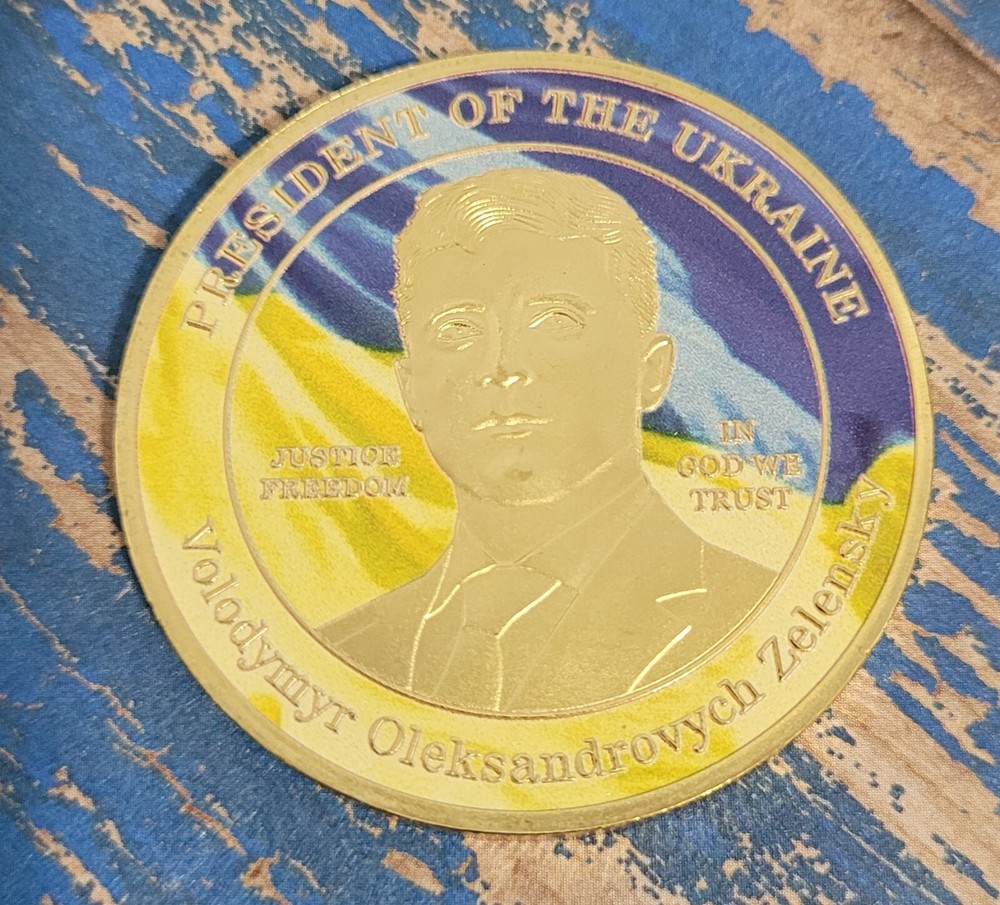 PRESIDENT OF THE UKRAINE
JUSTICE
FREEDOM
IN
GOD WE
TRUST
Volodymyr Oleksandrovych Zelensky